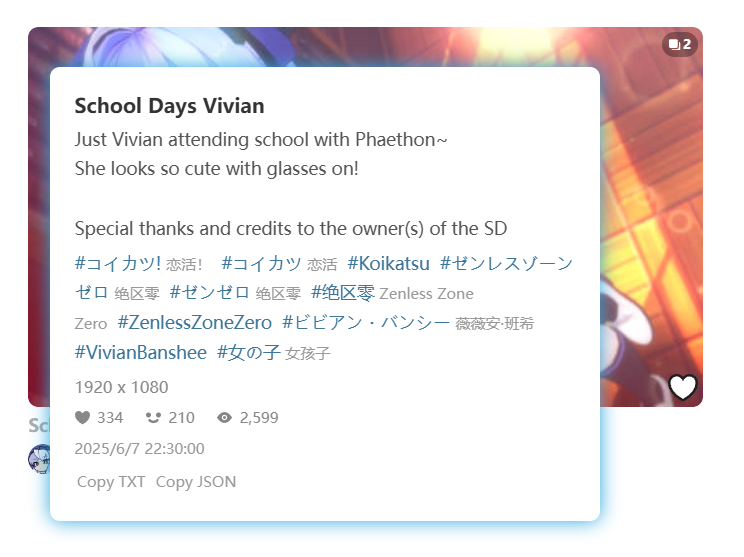 2
School Days Vivian
Just Vivian attending school with Phaethon~
She looks so cute with glasses on!
Special thanks and credits to the owner(s) of the SD
#コイカツ! 恋活！ #コイカツ 恋活 #Koikatsu #ゼンレスゾーン
ゼロ 绝区零 #ゼンゼロ 绝区零 #绝区零 Zenless Zone
Zero #ZenlessZoneZero #ビビアン・バンシー 薇薇安·班希
#VivianBanshee #女の子 女孩子
1920 x 1080
334 210 2,599
2025/6/7 22:30:00
Copy TXT Copy JSON